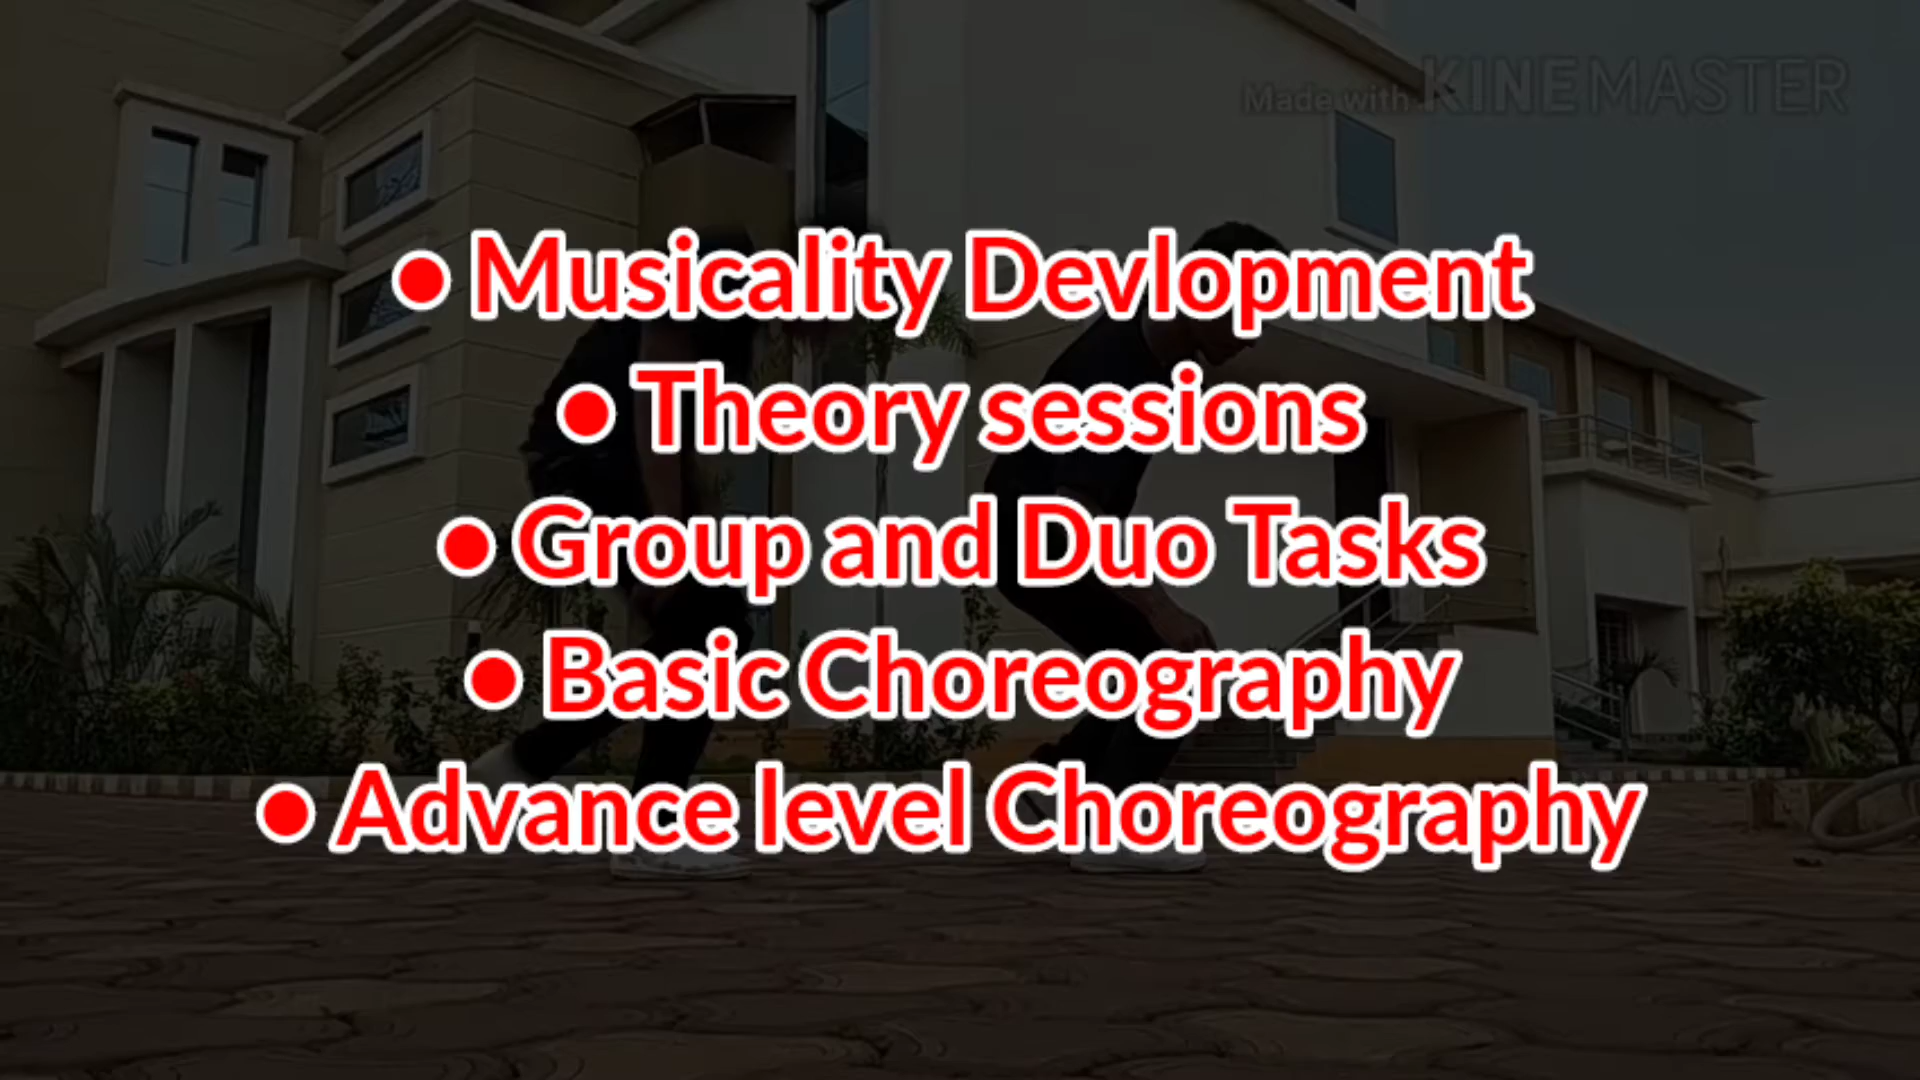 Made with KINEMASTER
• Musicality Devlopment
• Theory sessions
• Group and Duo Tasks
• Basic Choreography
• Advance level Choreography